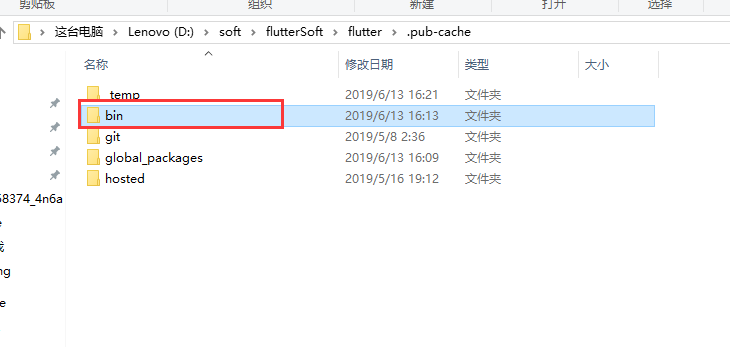 剪贴板 组织 新建 打开 选择
这台电脑 > Lenovo (D:) > soft > flutterSoft > flutter > .pub-cache
名称 修改日期 类型 大小
_temp 2019/6/13 16:21 文件夹
bin 2019/6/13 16:13 文件夹
git 2019/5/8 2:36 文件夹
global_packages 2019/6/13 16:09 文件夹
hosted 2019/5/16 19:12 文件夹
58374_4n6a
e
戏
ng
e